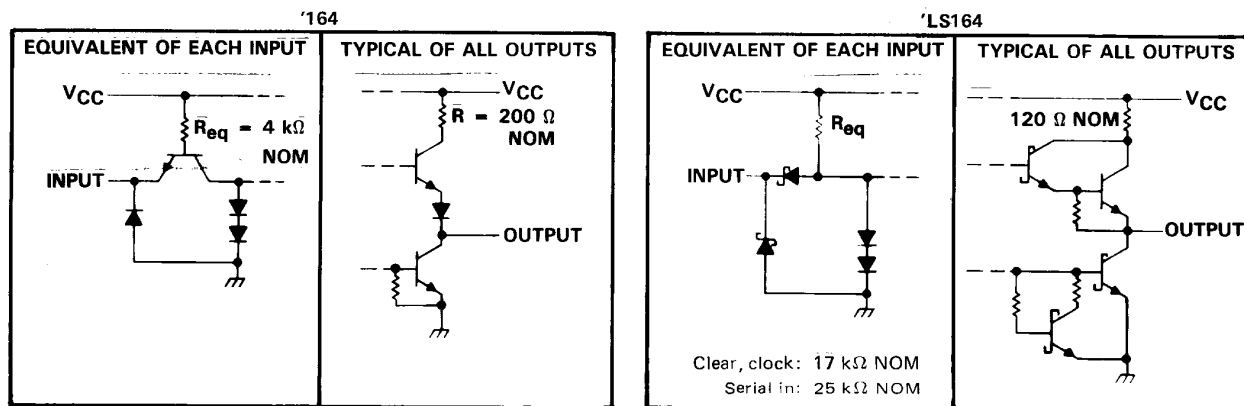 '164
EQUIVALENT OF EACH INPUT
VCC
Req = 4 kΩ
NOM
INPUT
TYPICAL OF ALL OUTPUTS
VCC
R = 200 Ω
NOM
OUTPUT
'LS164
EQUIVALENT OF EACH INPUT
VCC
Req
INPUT
Clear, clock: 17 kΩ NOM
Serial in: 25 kΩ NOM
TYPICAL OF ALL OUTPUTS
VCC
120 Ω NOM
OUTPUT